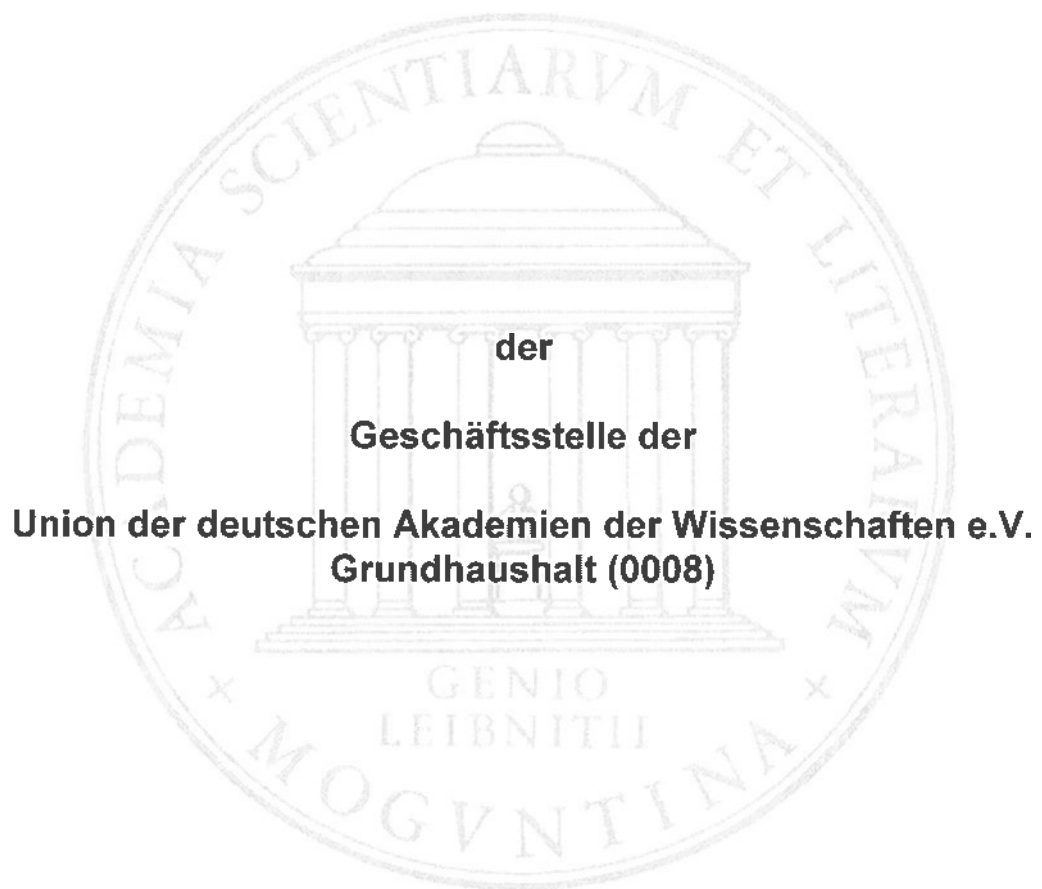 ACADEMIA SCIENTIARVM ET LITERARVM
der
Geschäftsstelle der
Union der deutschen Akademien der Wissenschaften e.V.
Grundhaushalt (0008)
GENIO
LEIBNITII
* MOGVNTINA *